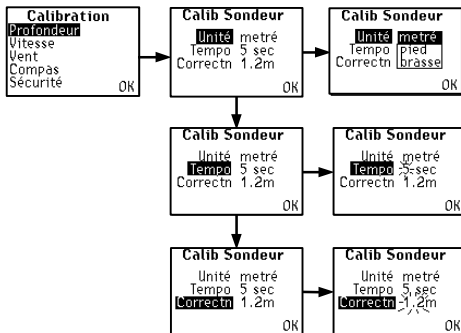 Calibration
Profondeur
Vitesse
Vent
Compas
Sécurité
OK
Calib Sondeur
Unité metré
Tempo 5 sec
Correctn 1.2m
OK
Calib Sondeur
Unité metré
Tempo pied
Correctn brasse
OK
Calib Sondeur
Unité metré
Tempo 5 sec
Correctn 1.2m
OK
Calib Sondeur
Unité metré
Tempo 5 sec
Correctn 1.2m
OK
Calib Sondeur
Unité metré
Tempo 5 sec
Correctn 1.2m
OK
Calib Sondeur
Unité metré
Tempo 5 sec
Correctn 1.2m
OK